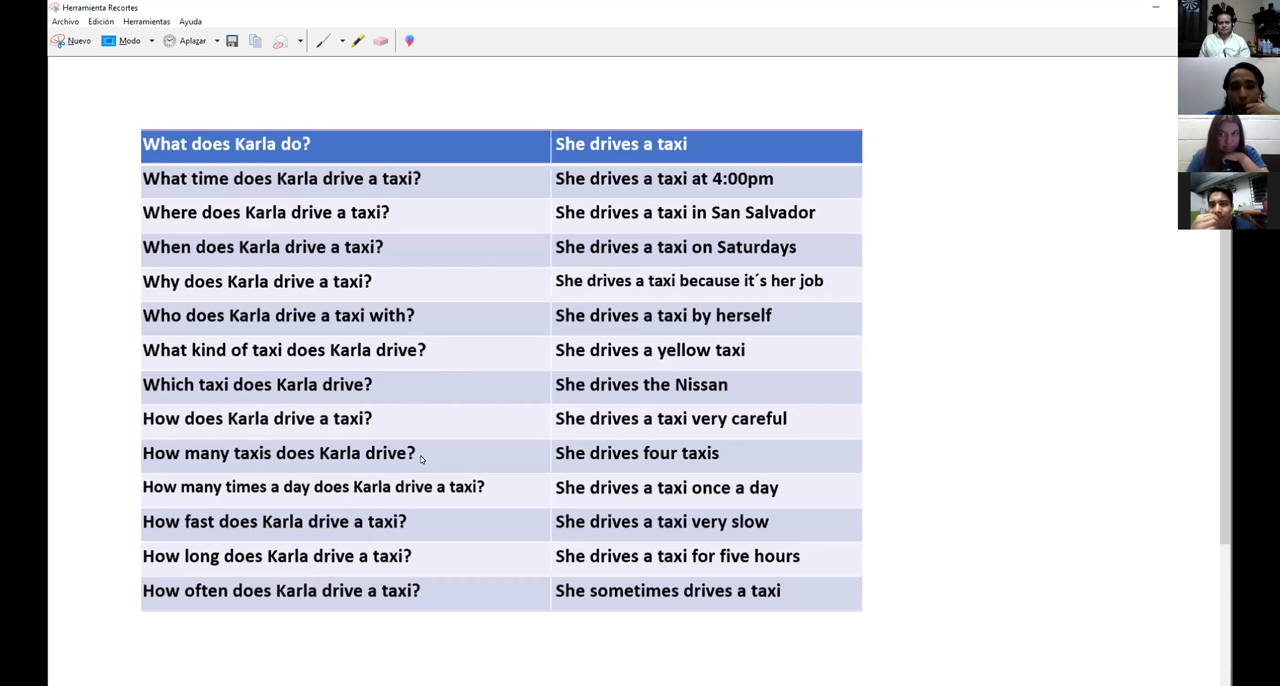 Herramienta Recortes
Archivo Edición Herramientas Ayuda
Nuevo Modo Aplazar
What does Karla do? She drives a taxi
What time does Karla drive a taxi? She drives a taxi at 4:00pm
Where does Karla drive a taxi? She drives a taxi in San Salvador
When does Karla drive a taxi? She drives a taxi on Saturdays
Why does Karla drive a taxi? She drives a taxi because it´s her job
Who does Karla drive a taxi with? She drives a taxi by herself
What kind of taxi does Karla drive? She drives a yellow taxi
Which taxi does Karla drive? She drives the Nissan
How does Karla drive a taxi? She drives a taxi very careful
How many taxis does Karla drive? She drives four taxis
How many times a day does Karla drive a taxi? She drives a taxi once a day
How fast does Karla drive a taxi? She drives a taxi very slow
How long does Karla drive a taxi? She drives a taxi for five hours
How often does Karla drive a taxi? She sometimes drives a taxi